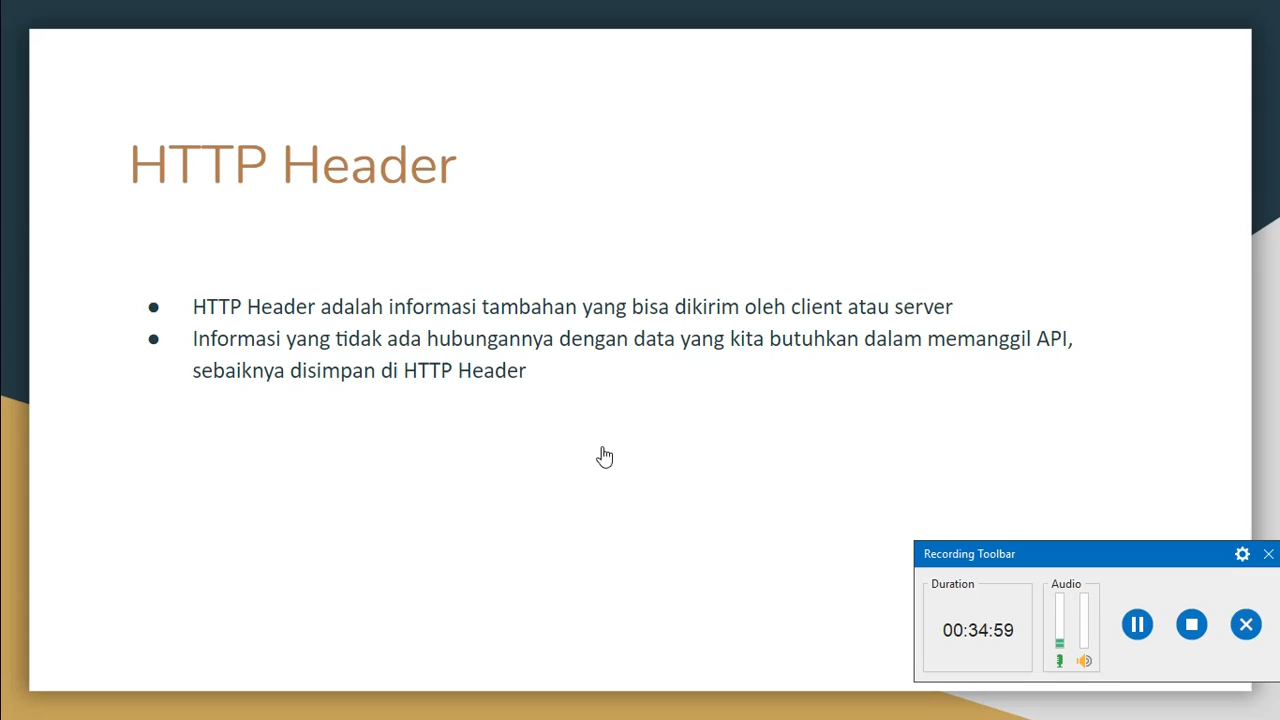 HTTP Header
● HTTP Header adalah informasi tambahan yang bisa dikirim oleh client atau server
● Informasi yang tidak ada hubungannya dengan data yang kita butuhkan dalam memanggil API,
sebaiknya disimpan di HTTP Header
Recording Toolbar
Duration
Audio
00:34:59